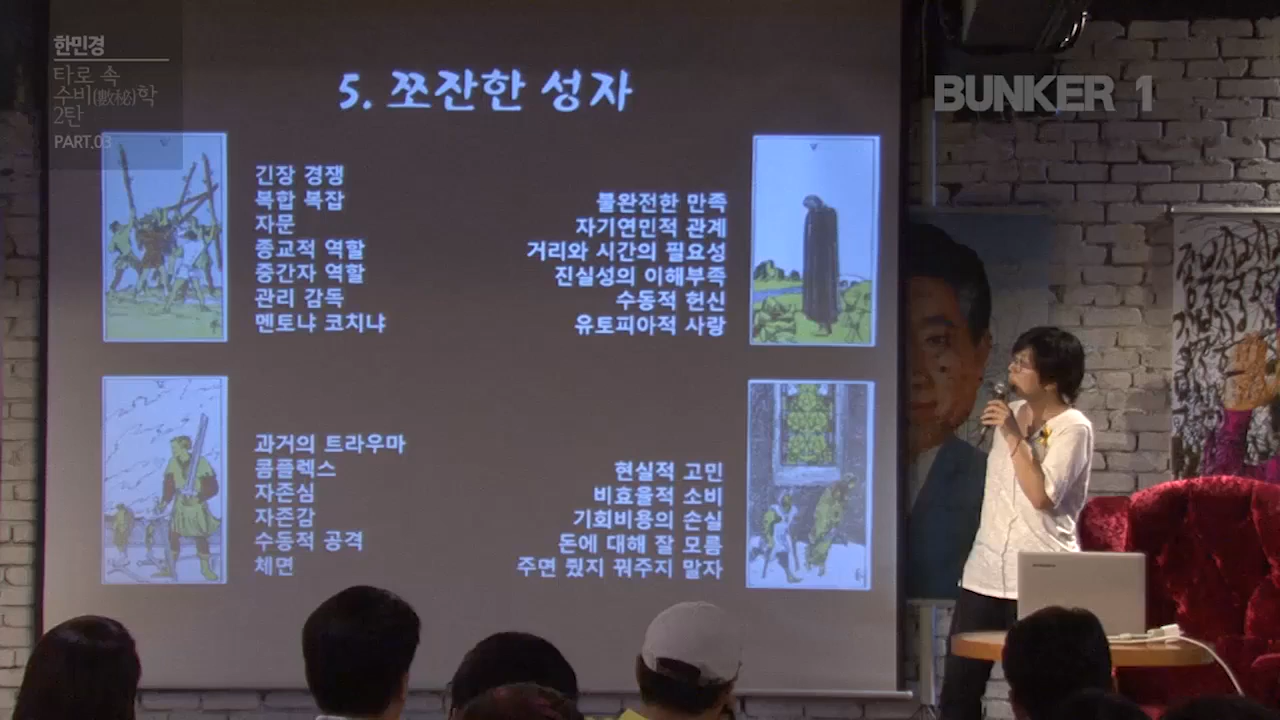 한민경
타로 속
수비(數秘)학
2탄
PART.03
BUNKER 1
5. 쪼잔한 성자
긴장 경쟁
복합 복잡
자문
종교적 역할
중간자 역할
관리 감독
멘토냐 코치냐
불완전한 만족
자기연민적 관계
거리와 시간의 필요성
진실성의 이해부족
수동적 헌신
유토피아적 사랑
과거의 트라우마
콤플렉스
자존심
자존감
수동적 공격
체면
현실적 고민
비효율적 소비
기회비용의 손실
돈에 대해 잘 모름
주면 줬지 꿔주지 말자